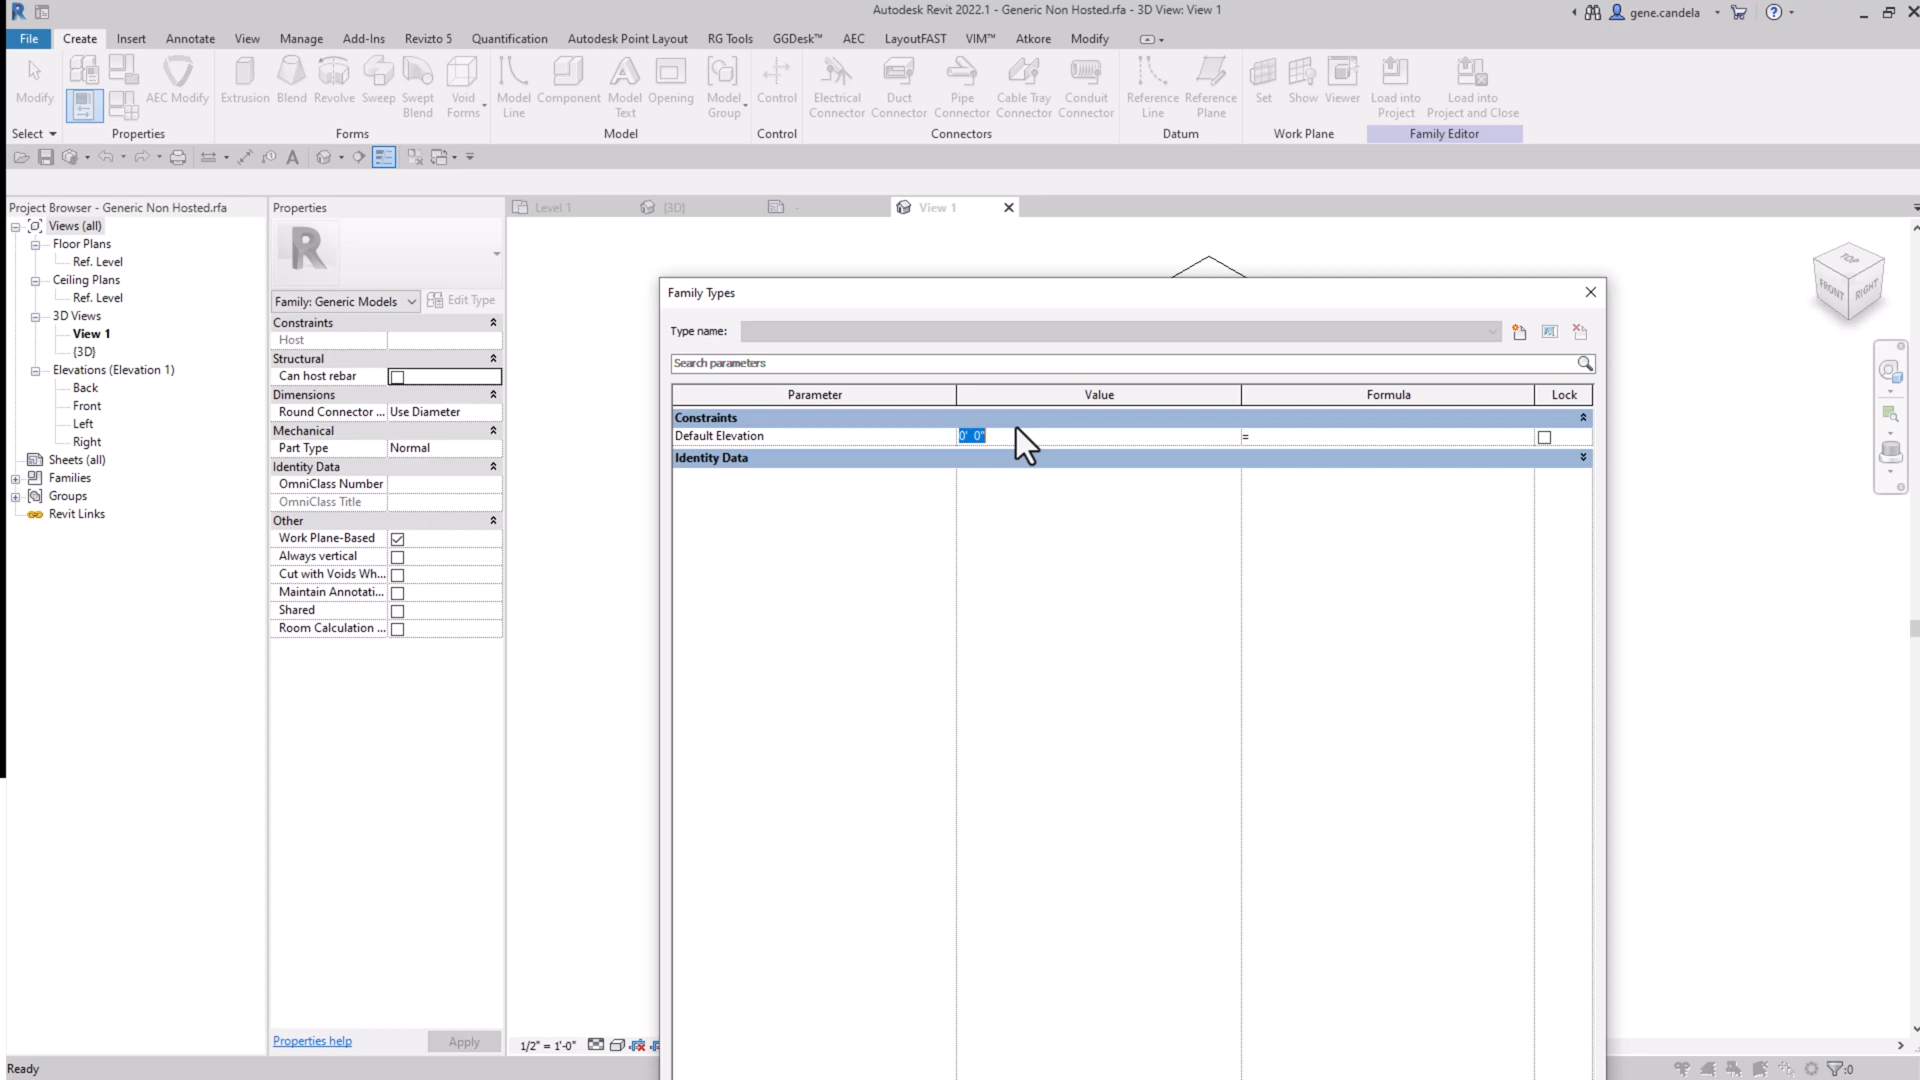 Autodesk Revit 2022.1 - Generic Non Hosted.rfa - 3D View: View 1
gene.candela
File Create Insert Annotate View Manage Add-Ins Revizto 5 Quantification Autodesk Point Layout RG Tools GGDesk™ AEC LayoutFAST VIM™ Atkore Modify
Modify AEC Modify Extrusion Blend Revolve Sweep Swept Blend Void Forms Model Line Component Model Text Opening Model Group Control Electrical Connector Duct Connector Pipe Connector Cable Tray Connector Conduit Connector Reference Line Reference Plane Set Show Viewer Load into Project Load into Project and Close
Select Properties Forms Model Control Connectors Datum Work Plane Family Editor
Project Browser - Generic Non Hosted.rfa
Views (all)
Floor Plans
Ref. Level
Ceiling Plans
Ref. Level
3D Views
View 1
{3D}
Elevations (Elevation 1)
Back
Front
Left
Right
Sheets (all)
Families
Groups
Revit Links
Properties
R
Family: Generic Models Edit Type
Constraints
Host
Structural
Can host rebar
Dimensions
Round Connector ... Use Diameter
Mechanical
Part Type Normal
Identity Data
OmniClass Number
OmniClass Title
Other
Work Plane-Based
Always vertical
Cut with Voids Wh...
Maintain Annotati...
Shared
Room Calculation ...
Properties help Apply
Level 1 {3D} - View 1
TOP
FRONT RIGHT
Family Types
Type name:
Search parameters
Parameter Value Formula Lock
Constraints
Default Elevation 0' 0" =
Identity Data
1/2" = 1'-0"
Ready
:0